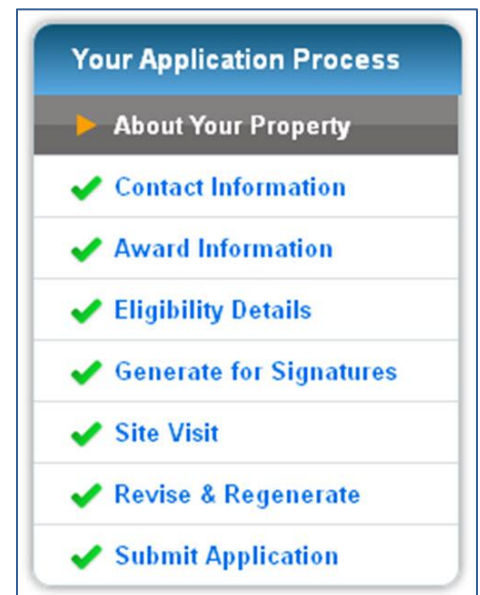 Your Application Process
About Your Property
Contact Information
Award Information
Eligibility Details
Generate for Signatures
Site Visit
Revise & Regenerate
Submit Application